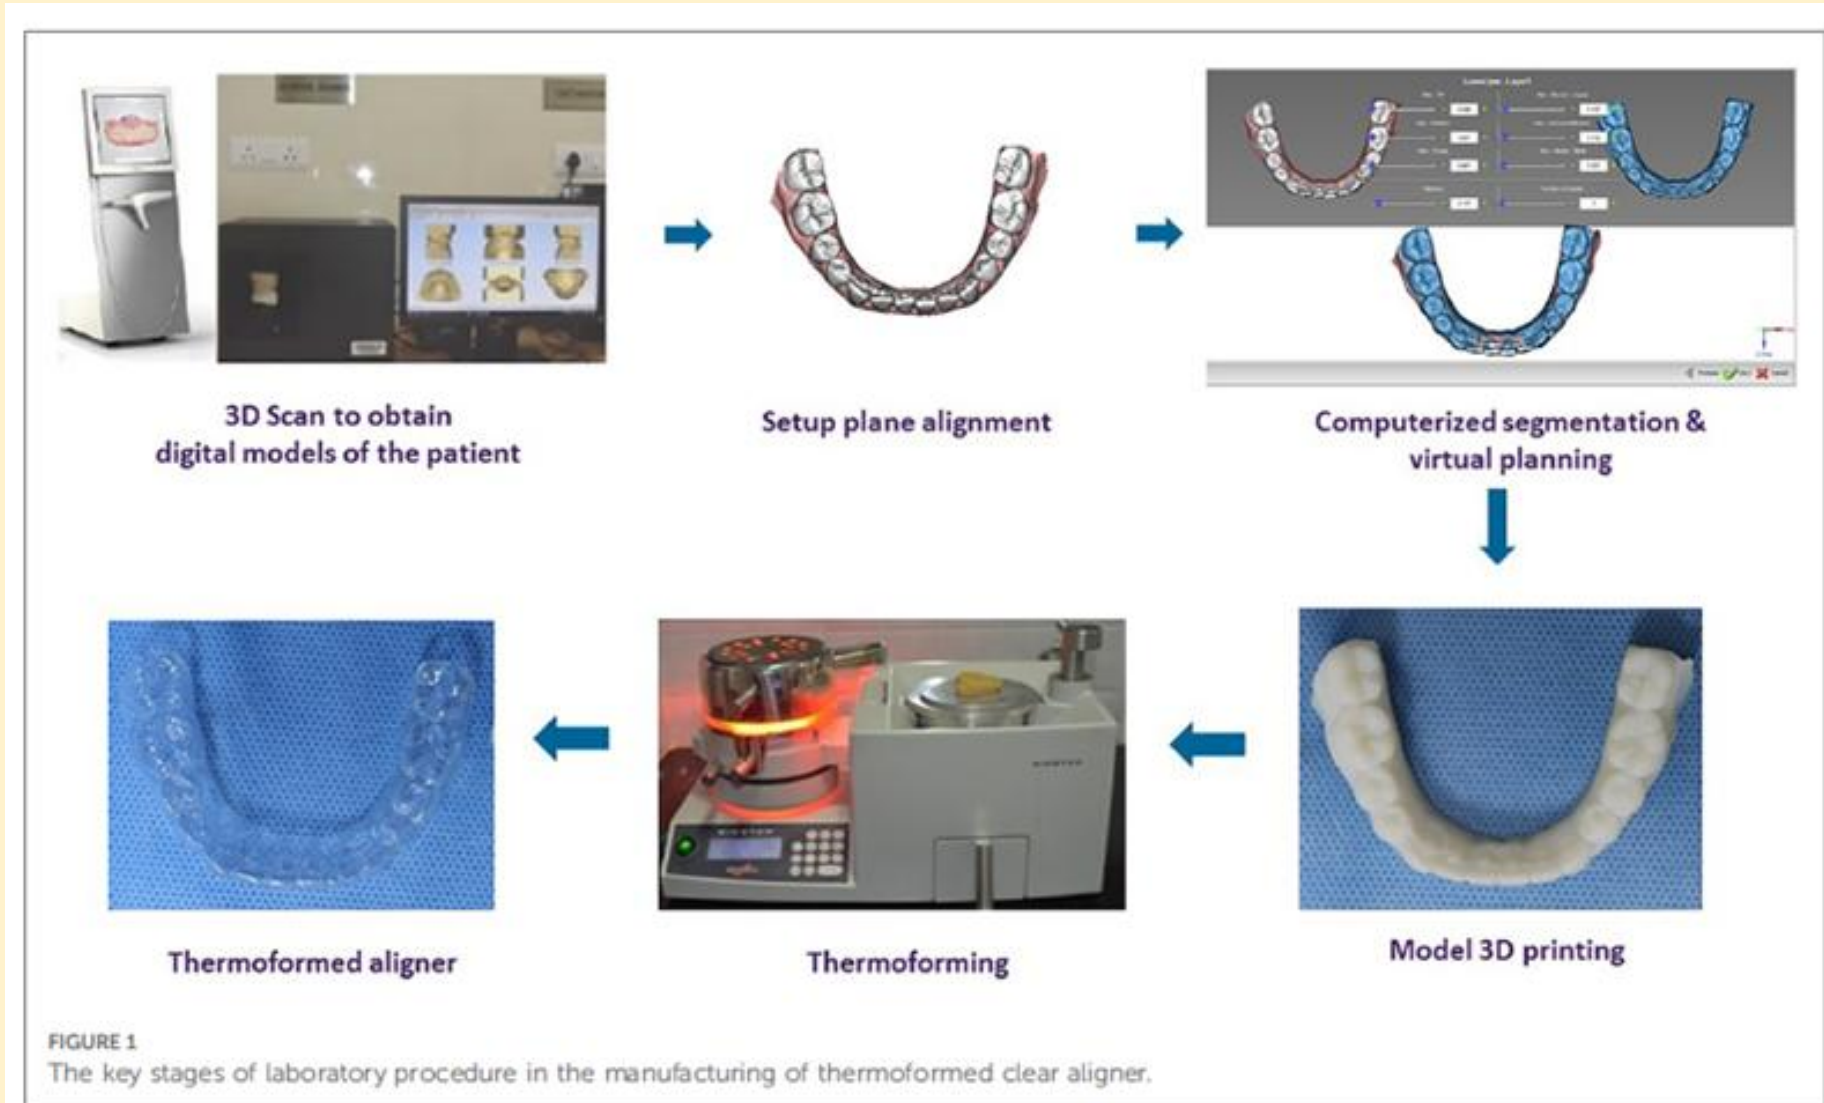 3D Scan to obtain
digital models of the patient
Setup plane alignment
Computerized segmentation &
virtual planning
Thermoformed aligner
Thermoforming
Model 3D printing
FIGURE 1
The key stages of laboratory procedure in the manufacturing of thermoformed clear aligner.